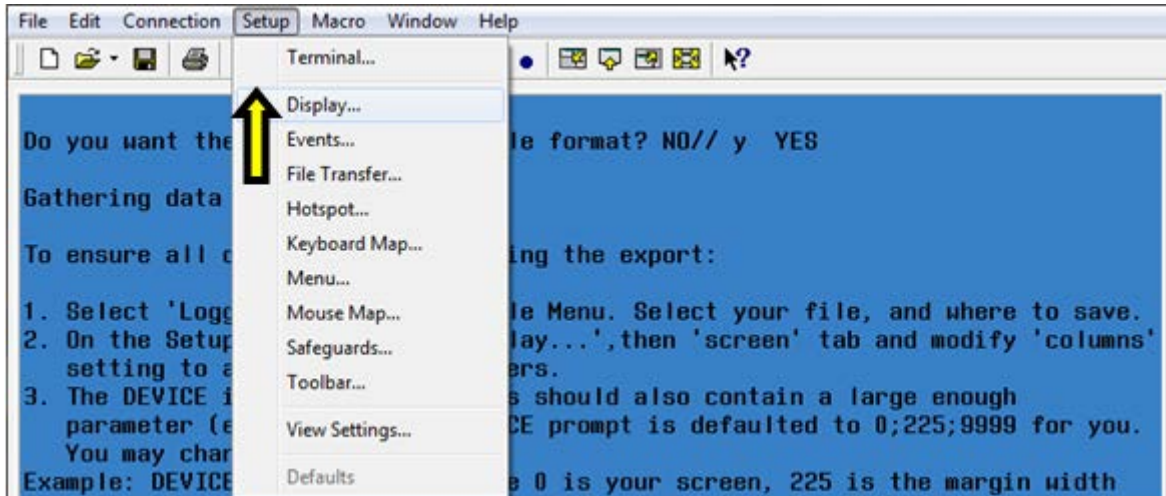 File Edit Connection Setup Macro Window Help
Terminal...
Display...
Events...
File Transfer...
Hotspot...
Keyboard Map...
Menu...
Mouse Map...
Safeguards...
Toolbar...
View Settings...
Defaults
Do you want the le format? NO// y YES
Gathering data
To ensure all ing the export:
1. Select 'Logg le Menu. Select your file, and where to save.
2. On the Setup lay...',then 'screen' tab and modify 'columns'
setting to a ers.
3. The DEVICE i s should also contain a large enough
parameter (e CE prompt is defaulted to 0;225;9999 for you.
You may char
Example: DEVICE e 0 is your screen, 225 is the margin width